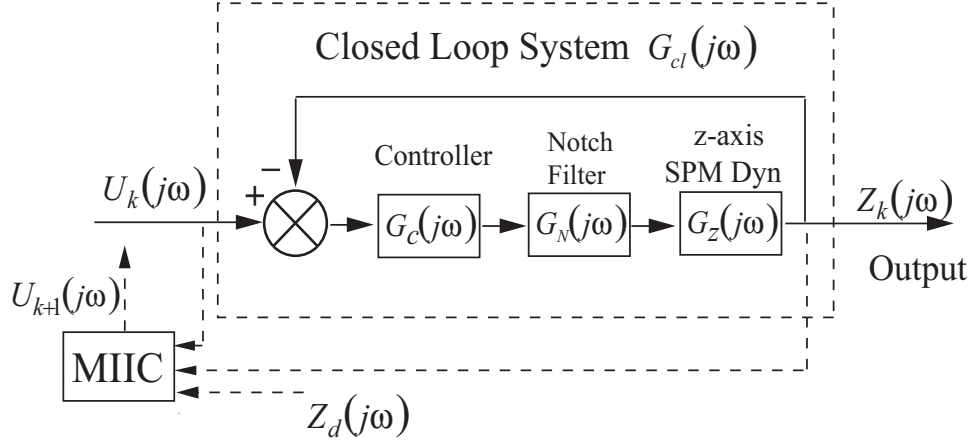 Closed Loop System G_cl(jω)
Controller
Notch
Filter
z-axis
SPM Dyn
U_k(jω)
+
−
G_C(jω)
G_N(jω)
G_Z(jω)
Z_k(jω)
Output
U_{k+1}(jω)
MIIC
Z_d(jω)